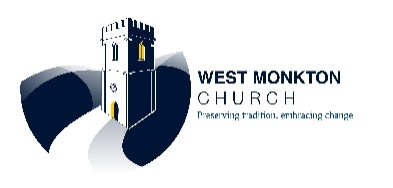 WEST MONKTON
CHURCH
Preserving tradition, embracing change